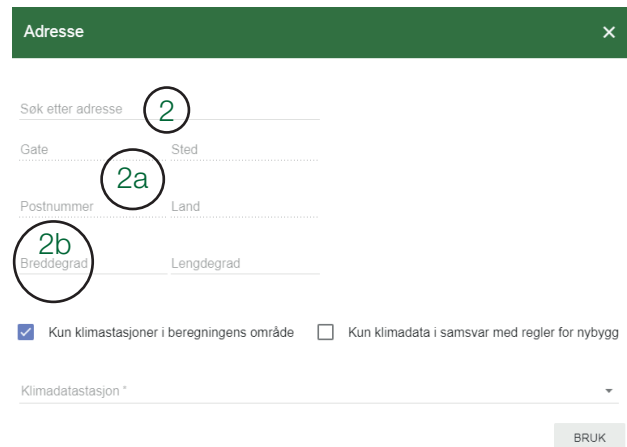 Adresse ×
Søk etter adresse 2
Gate Sted
2a
Postnummer Land
2b
Breddegrad Lengdegrad
Kun klimastasjoner i beregningens område Kun klimadata i samsvar med regler for nybygg
Klimadatastasjon *
BRUK